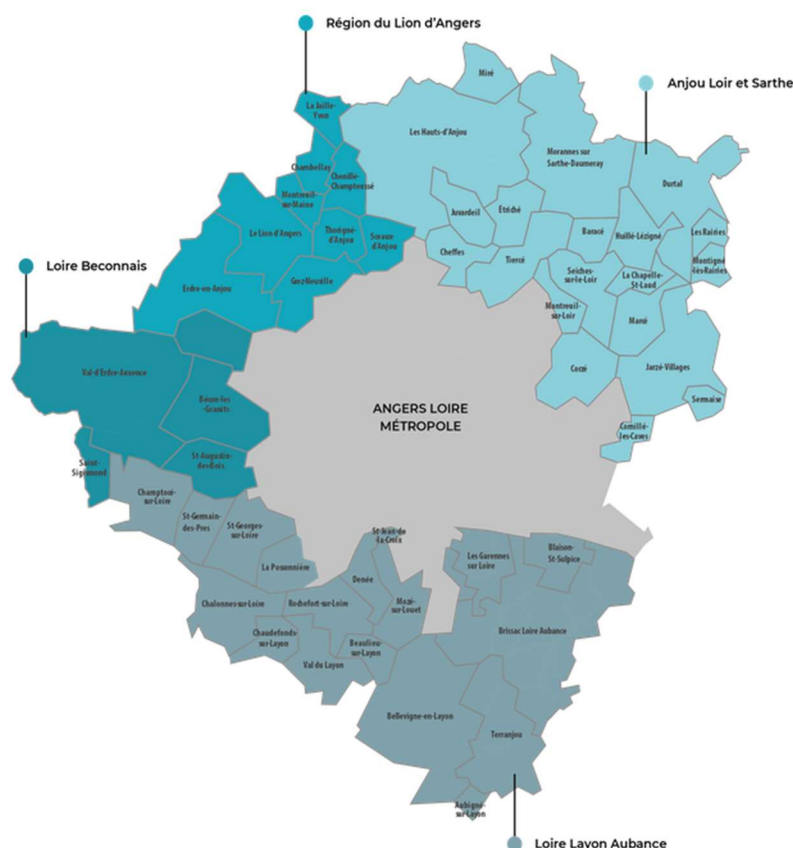 Région du Lion d'Angers
Anjou Loir et Sarthe
Loire Beconnais
Loire Layon Aubance
ANGERS LOIRE
MÉTROPOLE
La Jaille-
Yvon
Chambellay
Chenillé-
Champteussé
Montreuil-
sur-Maine
Le Lion d'Angers
Thorigné-
d'Anjou
Sceaux-
d'Anjou
Grez-Neuville
Erdre-en-Anjou
Miré
Les Hauts-d'Anjou
Morannes sur
Sarthe-Daumeray
Durtal
Juvardeil
Étriché
Baracé
Huillé-Lézigné
Les Rairies
Montigné
-lès-Rairies
Cheffes
Tiercé
Seiches-
sur-le-Loir
La Chapelle-
St-Laud
Montreuil-
sur-Loir
Marcé
Corzé
Jarzé-Villages
Sermaise
Cornillé-
les-Caves
Val-d'Erdre-Auxence
Bécon-les-
Granits
St-Augustin-
des-Bois
Saint-
Sigismond
Champtocé-
sur-Loire
St-Germain-
des-Pres
St-Georges-
sur-Loire
La Possonnière
St-Jean-de-
la-Croix
Denée
Mozé-
sur-Louet
Les Garennes
sur Loire
Blaison-
St-Sulpice
Brissac Loire Aubance
Chalonnes-sur-Loire
Rochefort-sur-Loire
Chaudefonds-
sur-Layon
Beaulieu-
sur-Layon
Val du Layon
Bellevigne-en-Layon
Terranjou
Aubigné-
sur-Layon